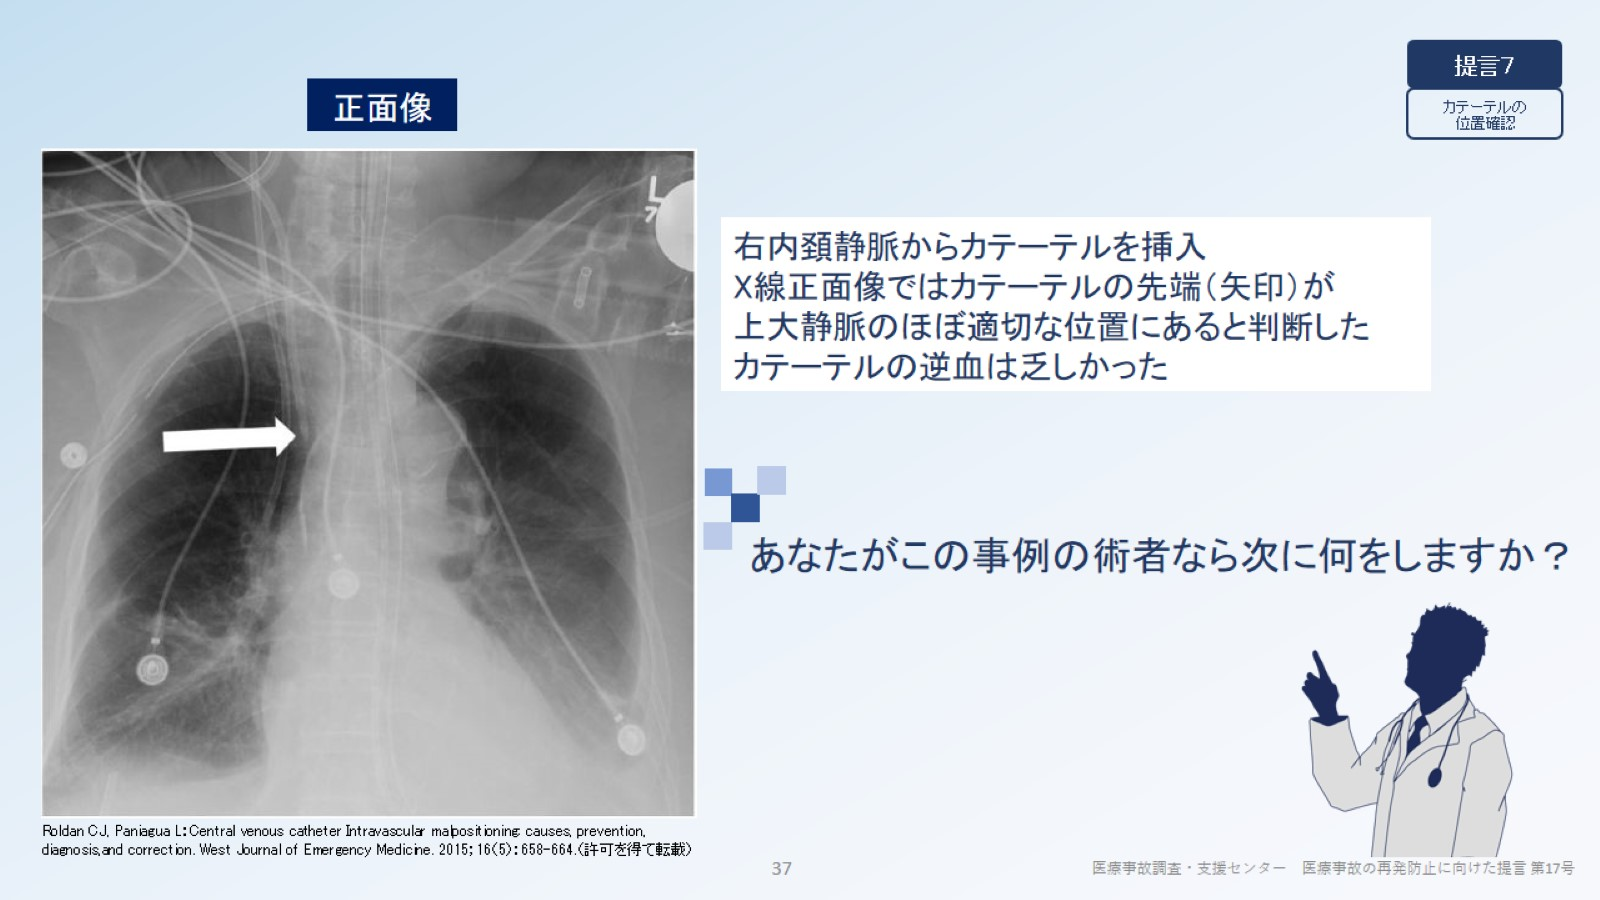 提言7
カテーテルの
位置確認
正面像
L
7
右内頚静脈からカテーテルを挿入
X線正面像ではカテーテルの先端（矢印）が
上大静脈のほぼ適切な位置にあると判断した
カテーテルの逆血は乏しかった
あなたがこの事例の術者なら次に何をしますか？
Roldan CJ, Paniagua L:Central venous catheter Intravascular malpositioning: causes, prevention,
diagnosis,and correction. West Journal of Emergency Medicine. 2015; 16(5):658-664.(許可を得て転載)
37
医療事故調査・支援センター　医療事故の再発防止に向けた提言 第17号